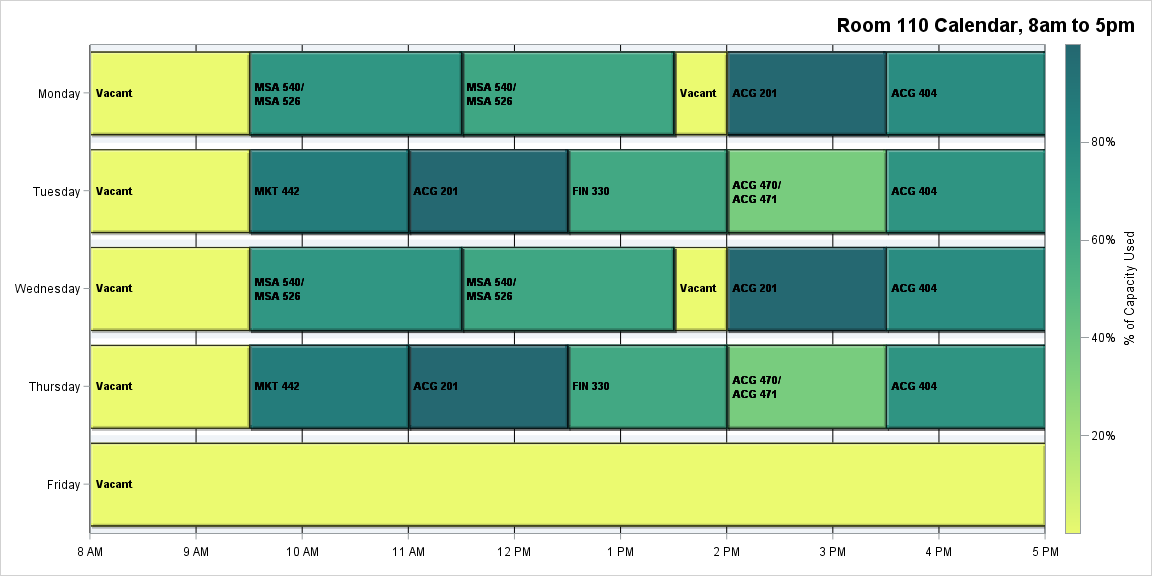 Room 110 Calendar, 8am to 5pm
Monday
Vacant
MSA 540/
MSA 526
MSA 540/
MSA 526
Vacant
ACG 201
ACG 404
Tuesday
Vacant
MKT 442
ACG 201
FIN 330
ACG 470/
ACG 471
ACG 404
Wednesday
Vacant
MSA 540/
MSA 526
MSA 540/
MSA 526
Vacant
ACG 201
ACG 404
Thursday
Vacant
MKT 442
ACG 201
FIN 330
ACG 470/
ACG 471
ACG 404
Friday
Vacant
8 AM
9 AM
10 AM
11 AM
12 PM
1 PM
2 PM
3 PM
4 PM
5 PM
80%
60%
40%
20%
% of Capacity Used